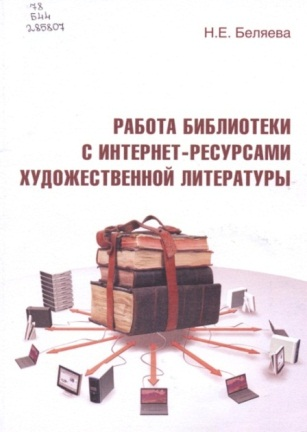 78
Б44
285807
Н.Е. Беляева
РАБОТА БИБЛИОТЕКИ
С ИНТЕРНЕТ-РЕСУРСАМИ
ХУДОЖЕСТВЕННОЙ ЛИТЕРАТУРЫ